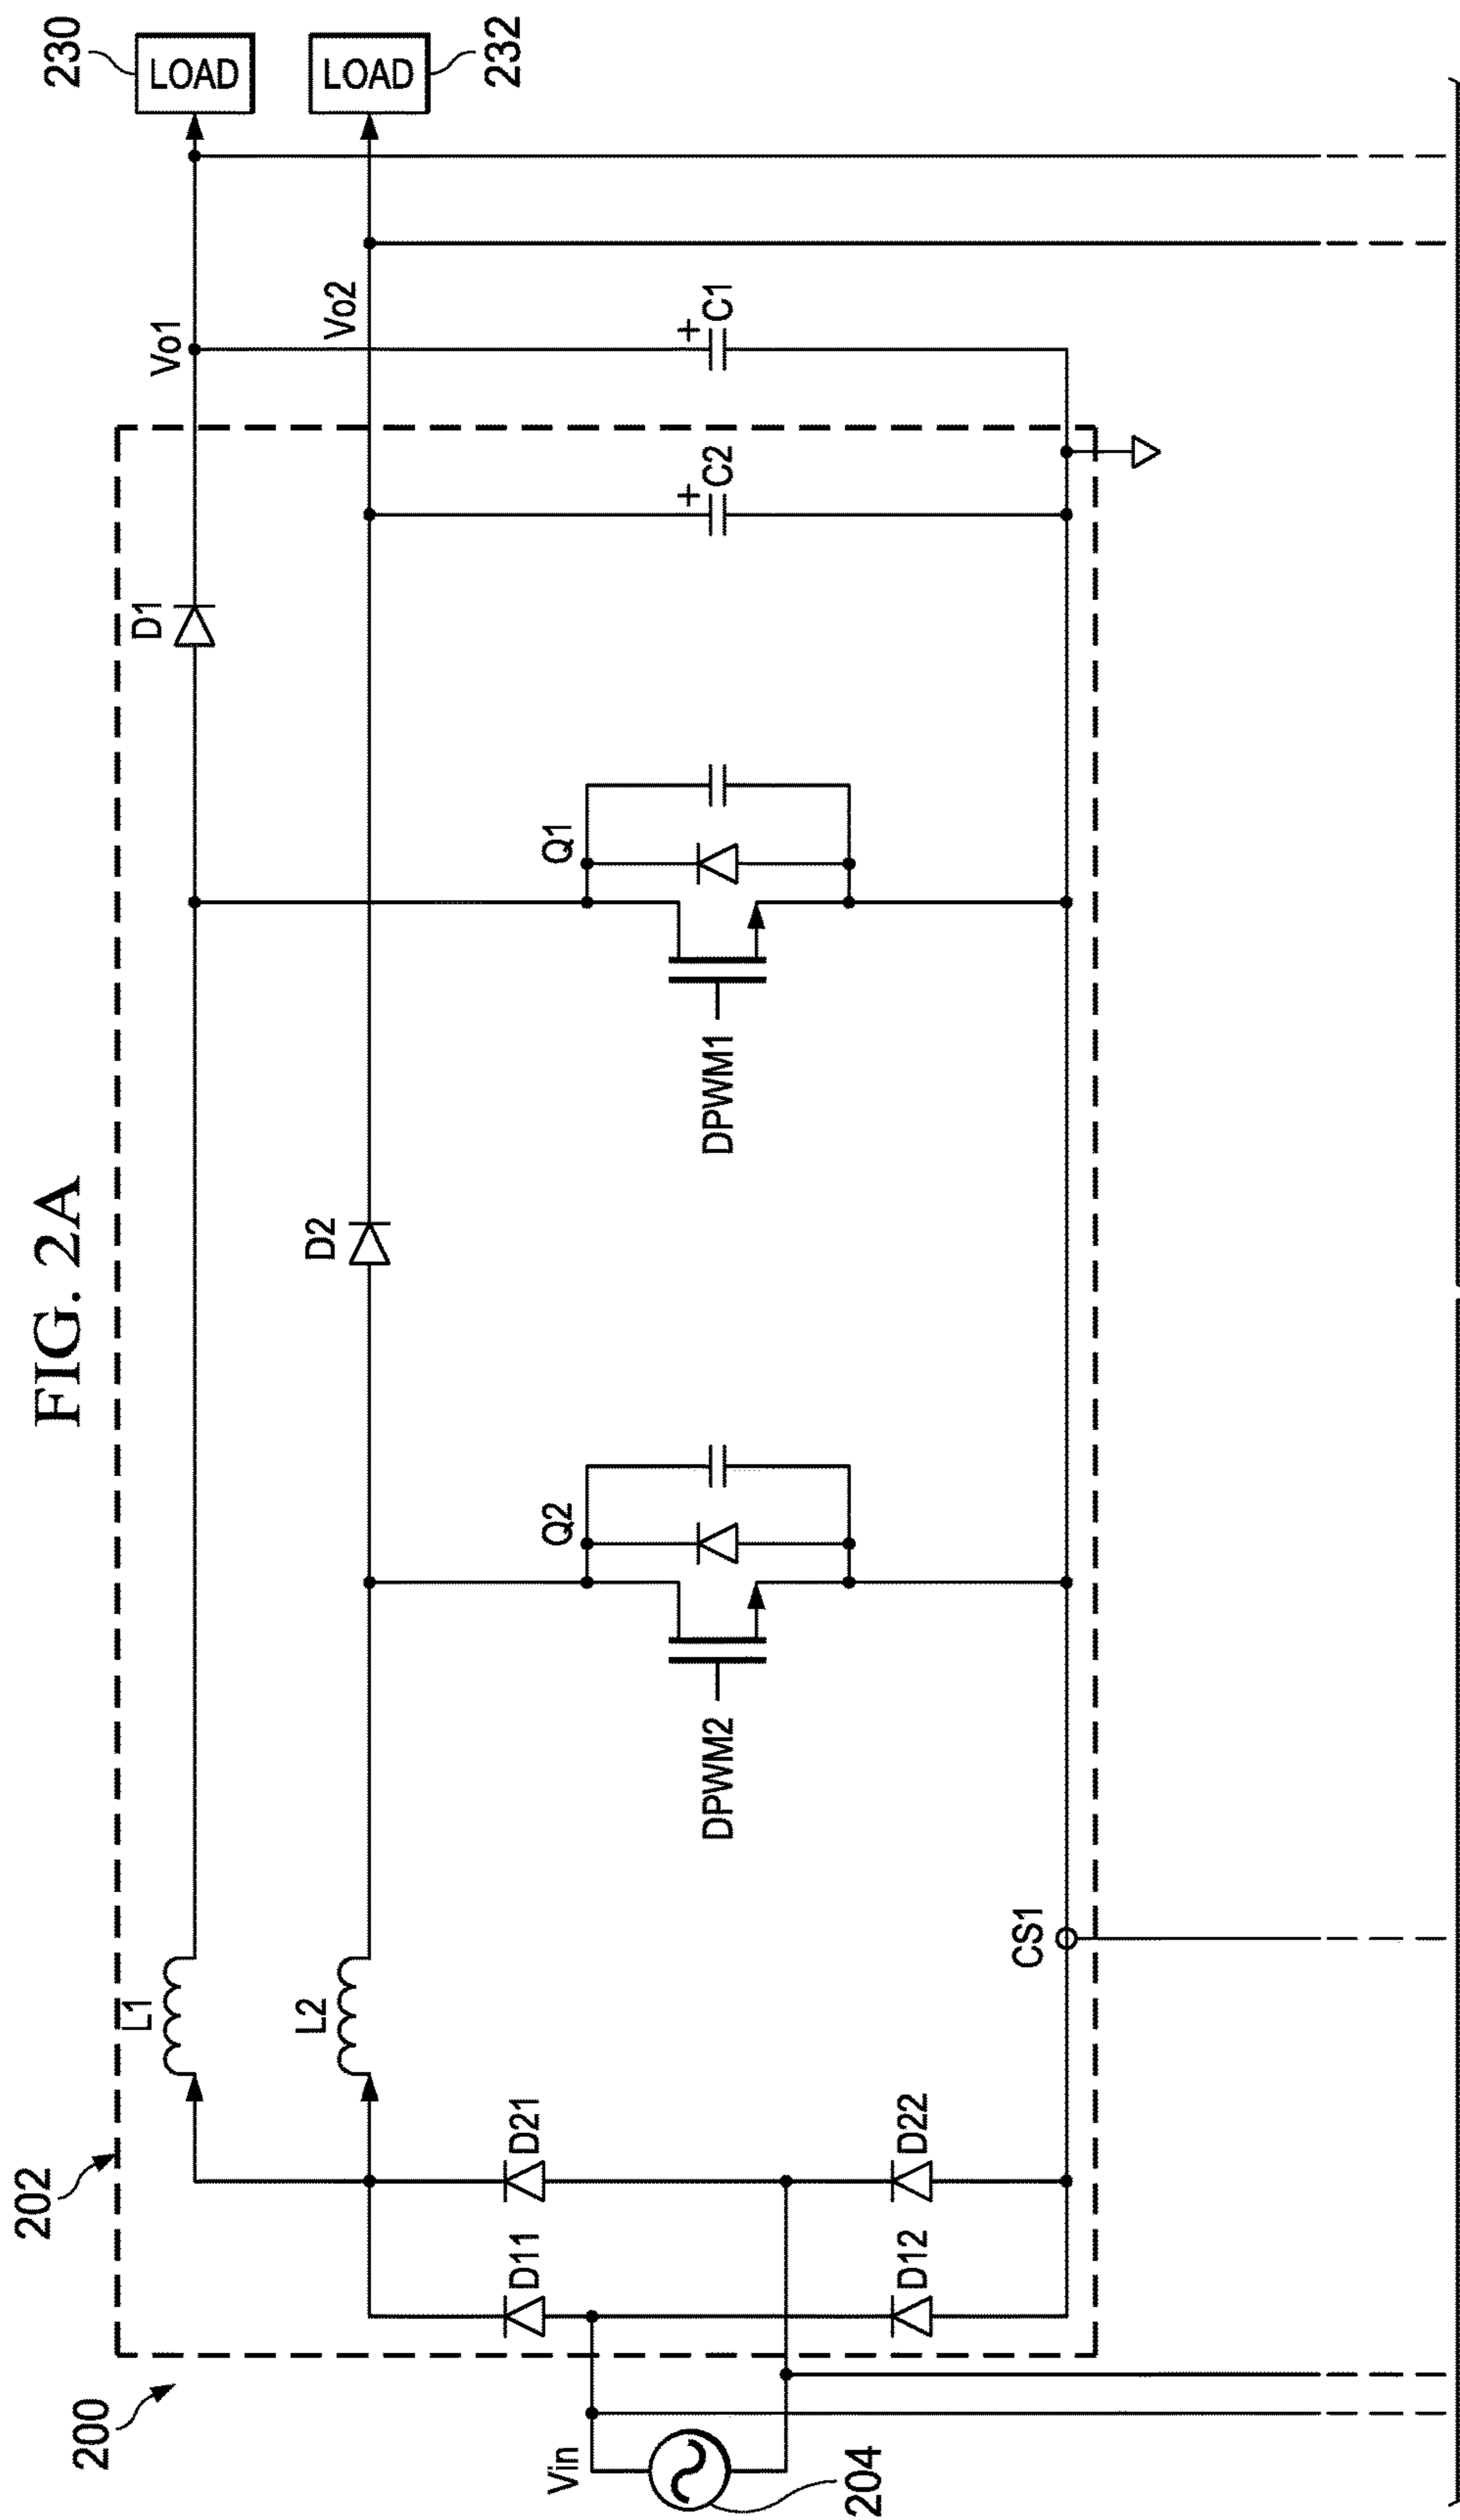 FIG. 2A
200
202
L1
D1
Vo1
LOAD
230
L2
D2
Vo2
LOAD
232
Vin
204
D11
D21
D12
D22
Q2
DPWM2
Q1
DPWM1
+
C2
+
C1
CS1